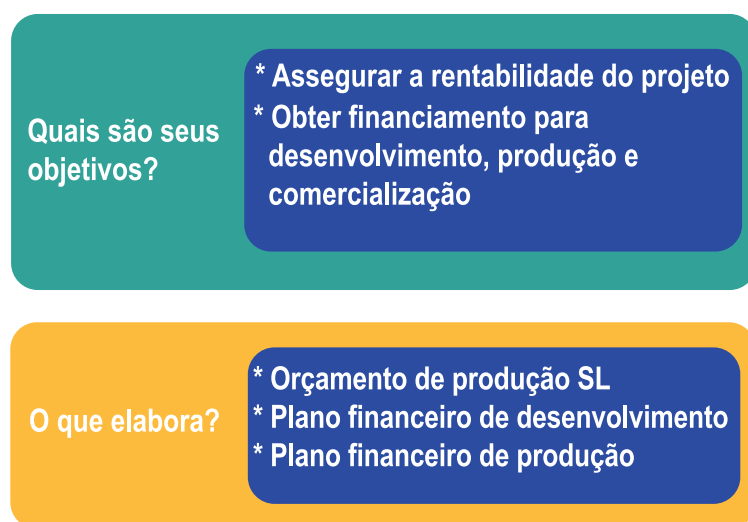 Quais são seus
objetivos?
* Assegurar a rentabilidade do projeto
* Obter financiamento para
desenvolvimento, produção e
comercialização
O que elabora?
* Orçamento de produção SL
* Plano financeiro de desenvolvimento
* Plano financeiro de produção